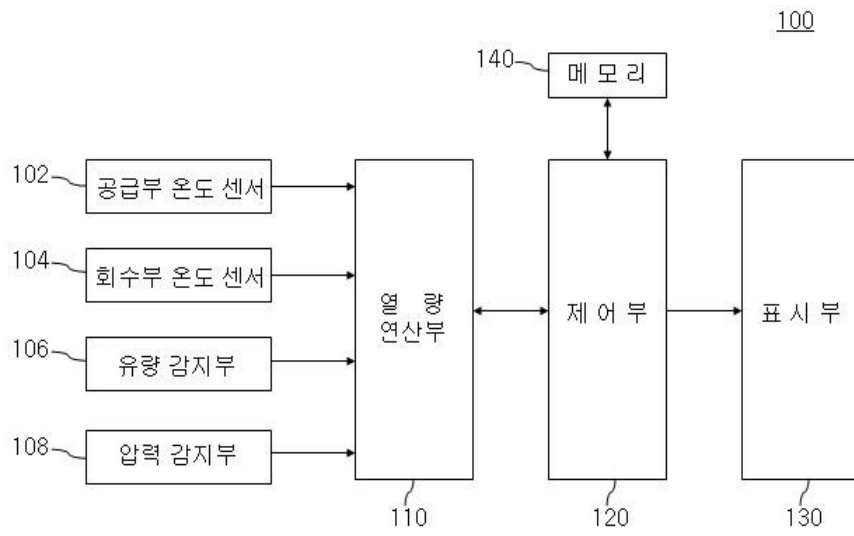 100
140
메 모 리
102
공급부 온도 센서
104
회수부 온도 센서
106
유량 감지부
108
압력 감지부
열 량
연산부
제 어 부
표 시 부
110
120
130